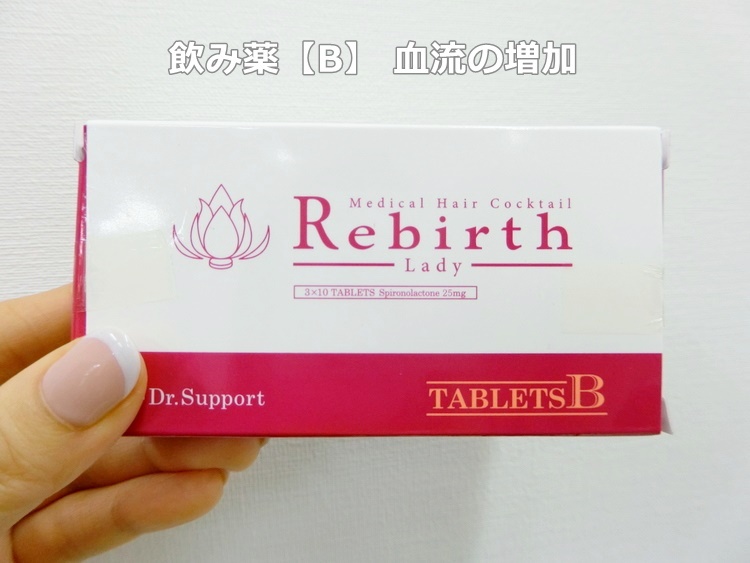 飲み薬【B】 血流の増加
Medical Hair Cocktail
Rebirth
Lady
3×10 TABLETS Spironolactone 25mg
Dr.Support
TABLETS B